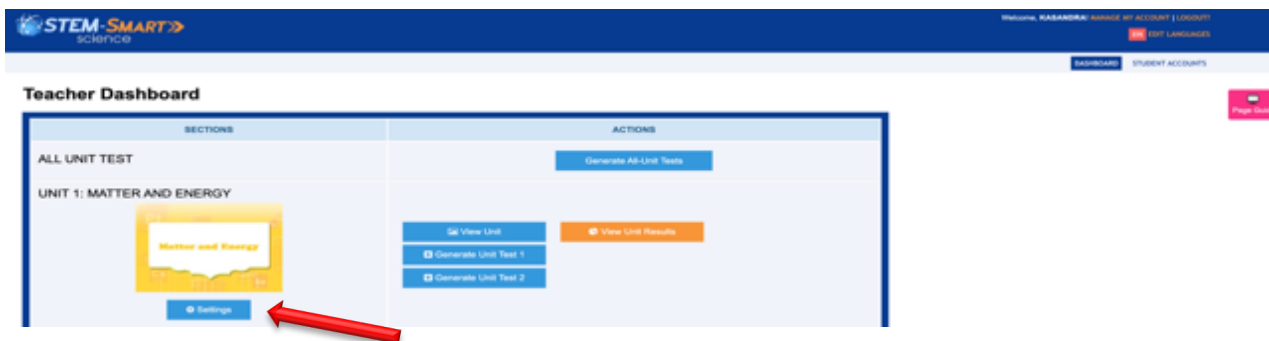 STEM-SMART
science
Welcome, KASANDRA! MANAGE MY ACCOUNT | LOGOUT!
EN EDIT LANGUAGES
DASHBOARD STUDENT ACCOUNTS
Teacher Dashboard
Page Guide
SECTIONS ACTIONS
ALL UNIT TEST Generate All-Unit Tests
UNIT 1: MATTER AND ENERGY
Matter and Energy
View Unit View Unit Results
Generate Unit Test 1
Generate Unit Test 2
Settings